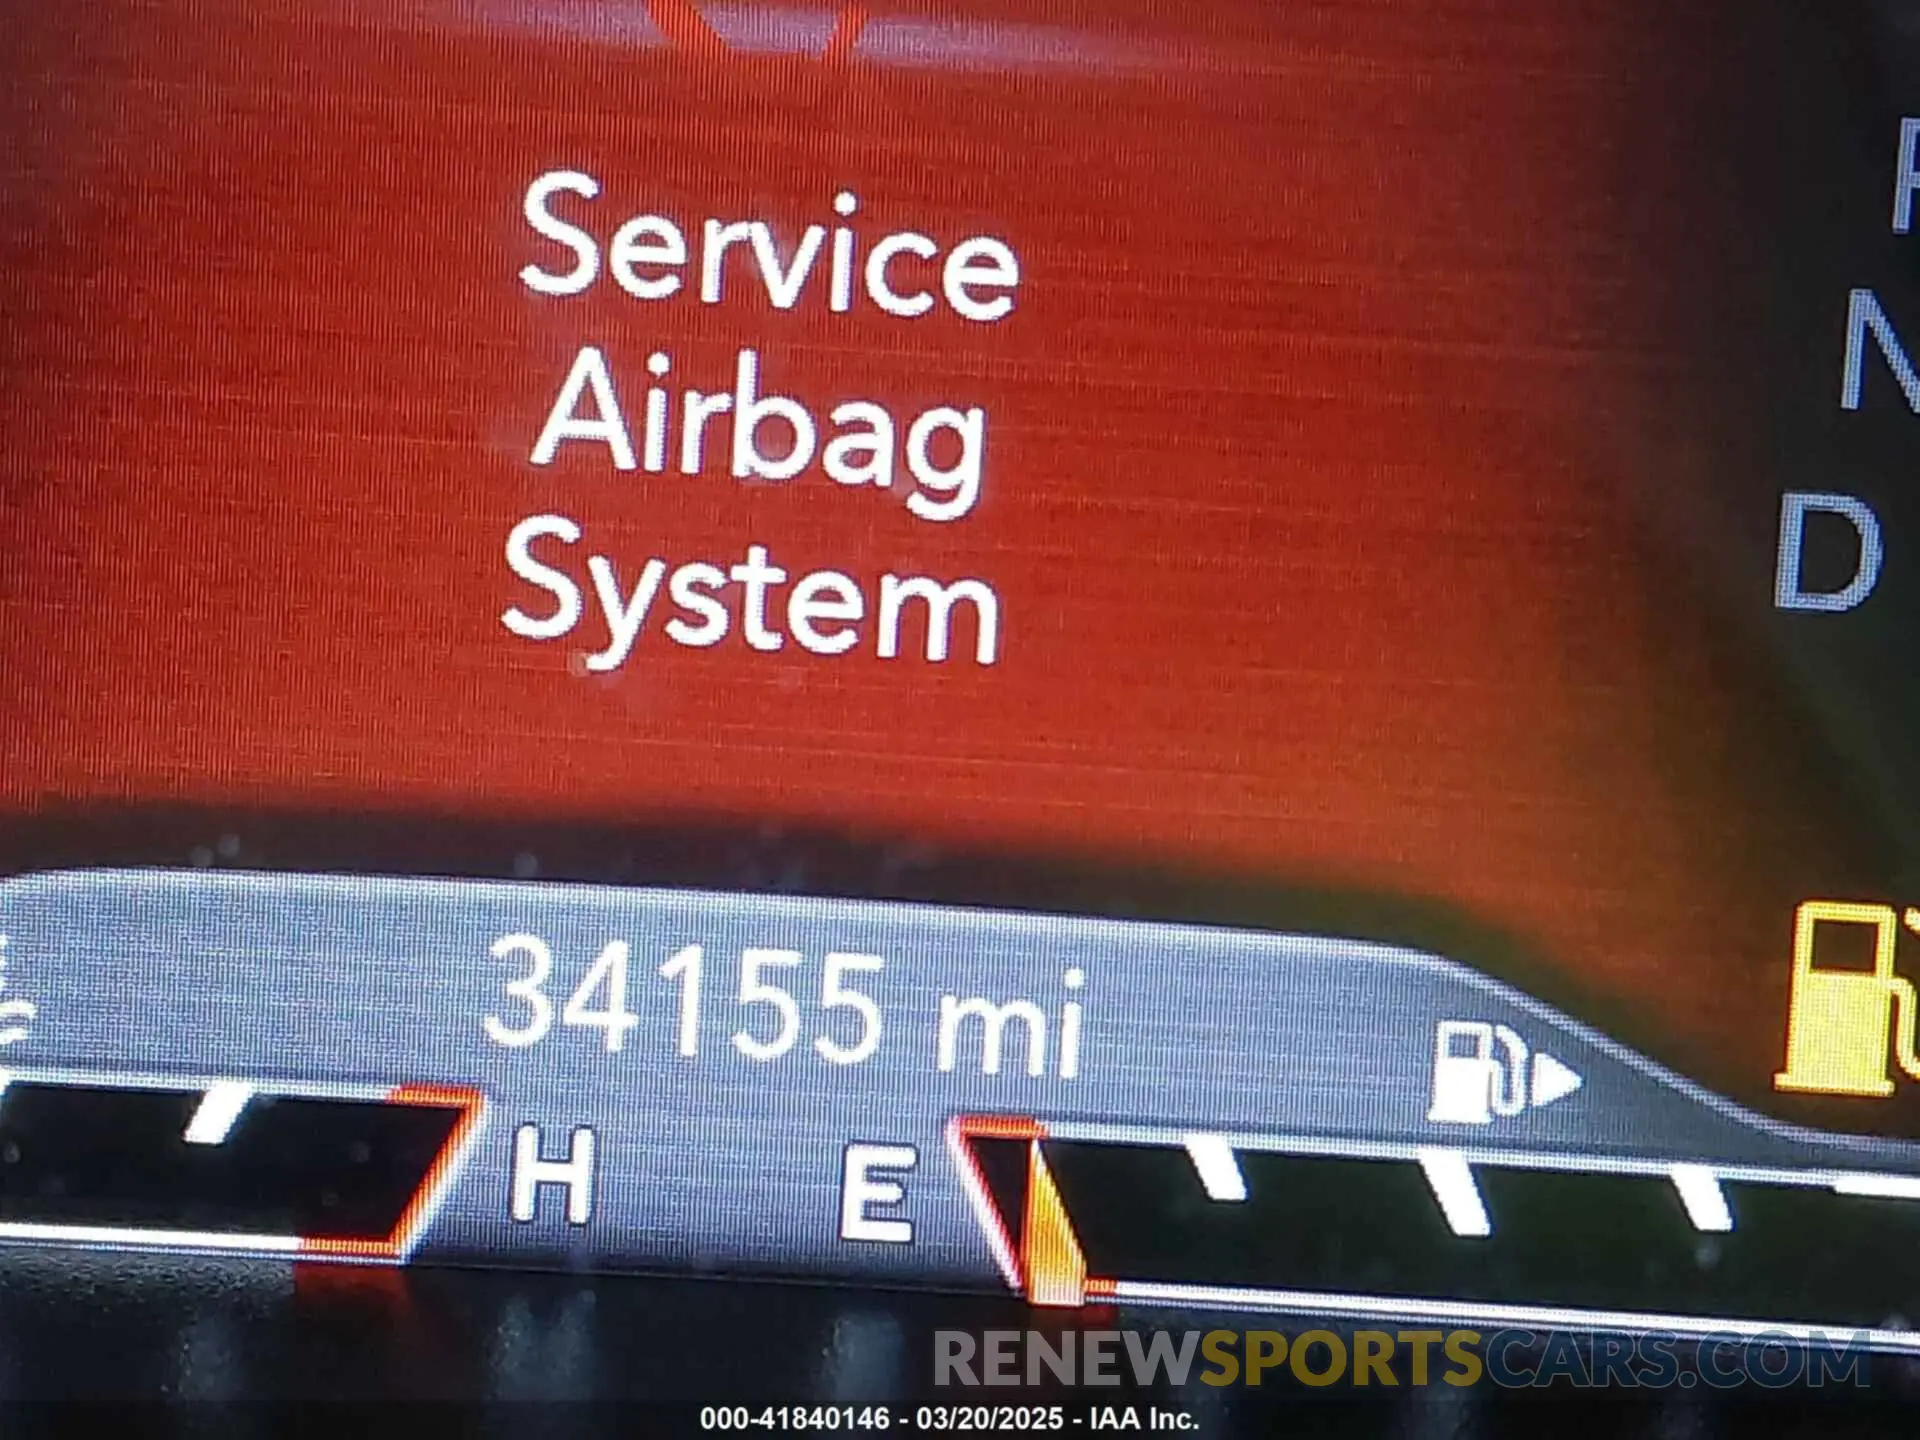 Service
Airbag
System
N
D
34155 mi
H E
RENEWSPORTSCARS.COM
000-41840146 - 03/20/2025 - IAA Inc.